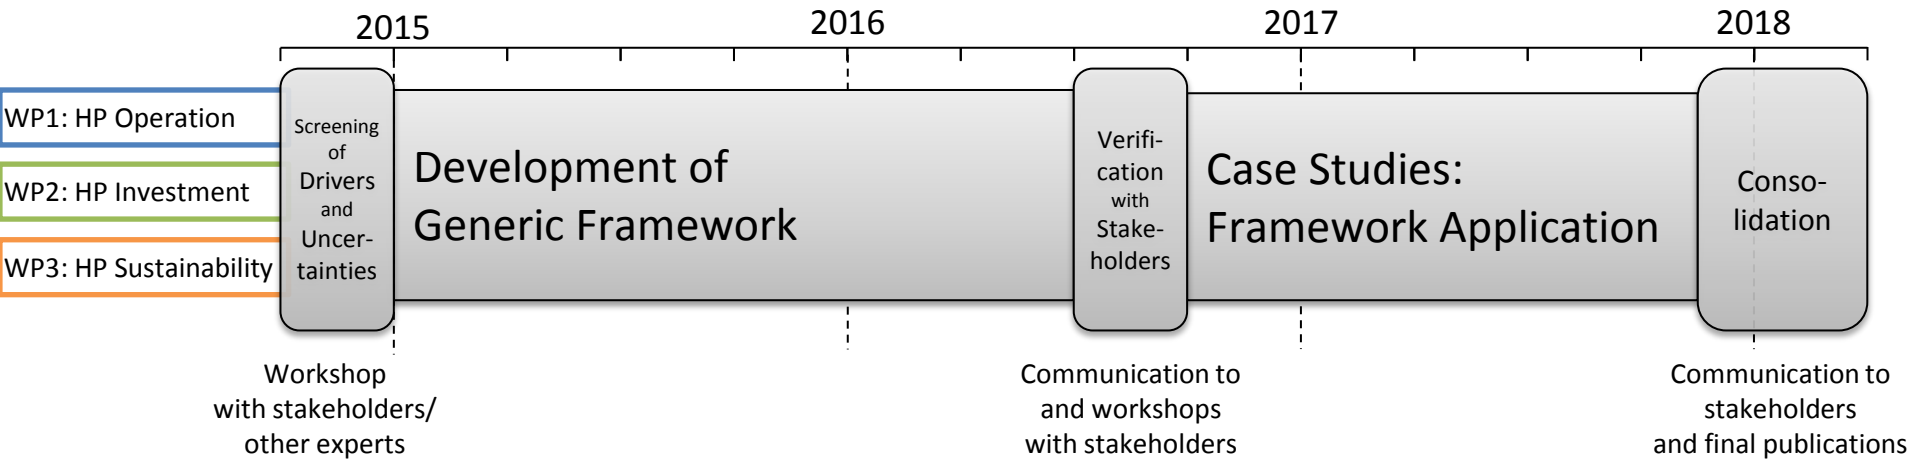 2015
2016
2017
2018
WP1: HP Operation
WP2: HP Investment
WP3: HP Sustainability
Screening
of
Drivers
and
Uncer-
tainties
Development of
Generic Framework
Verifi-
cation
with
Stake-
holders
Case Studies:
Framework Application
Conso-
lidation
Workshop
with stakeholders/
other experts
Communication to
and workshops
with stakeholders
Communication to
stakeholders
and final publications